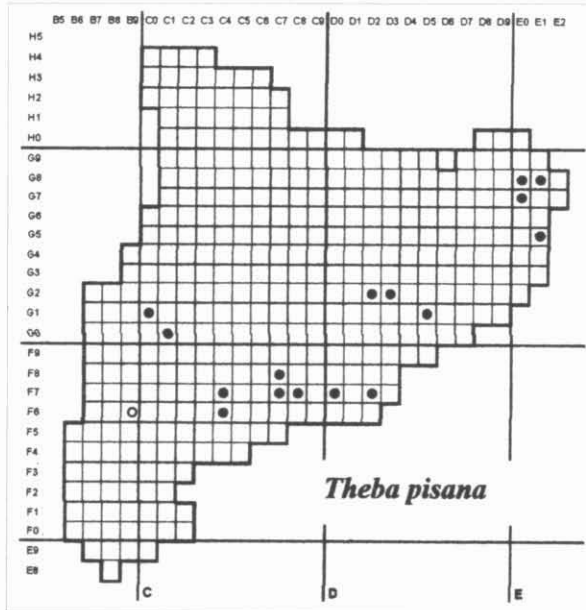 B5 B6 B7 B8 B9 C0 C1 C2 C3 C4 C5 C6 C7 C8 C9 D0 D1 D2 D3 D4 D5 D6 D7 D8 D9 E0 E1 E2
H5
H4
H3
H2
H1
H0
G9
G8
G7
G6
G5
G4
G3
G2
G1
G0
F9
F8
F7
F6
F5
F4
F3
F2
F1
F0
E9
E8
Theba pisana
C D E